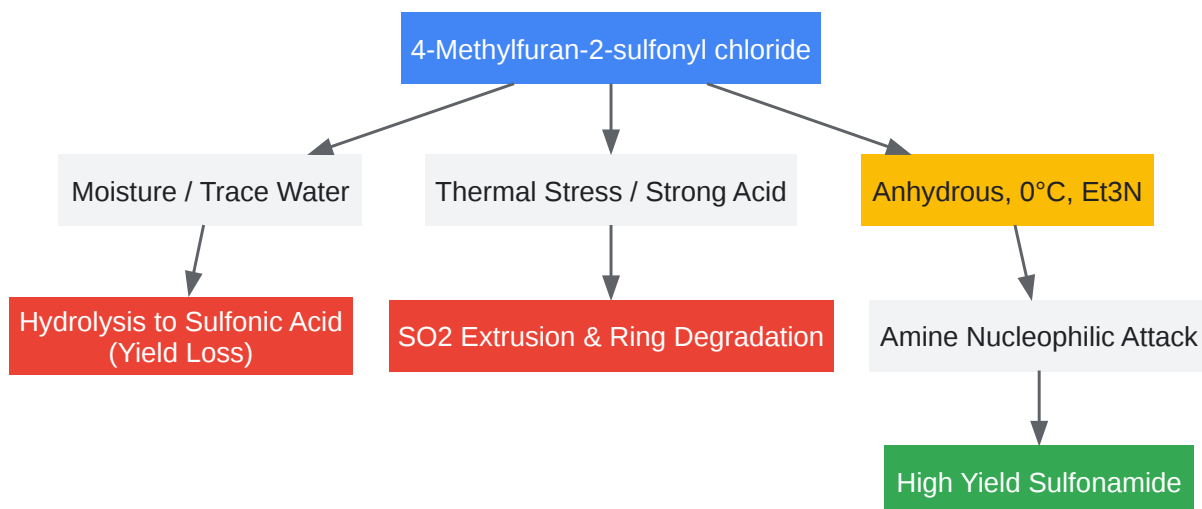 4-Methylfuran-2-sulfonyl chloride
Moisture / Trace Water
Thermal Stress / Strong Acid
Anhydrous, 0°C, Et3N
Hydrolysis to Sulfonic Acid
(Yield Loss)
SO2 Extrusion & Ring Degradation
Amine Nucleophilic Attack
High Yield Sulfonamide